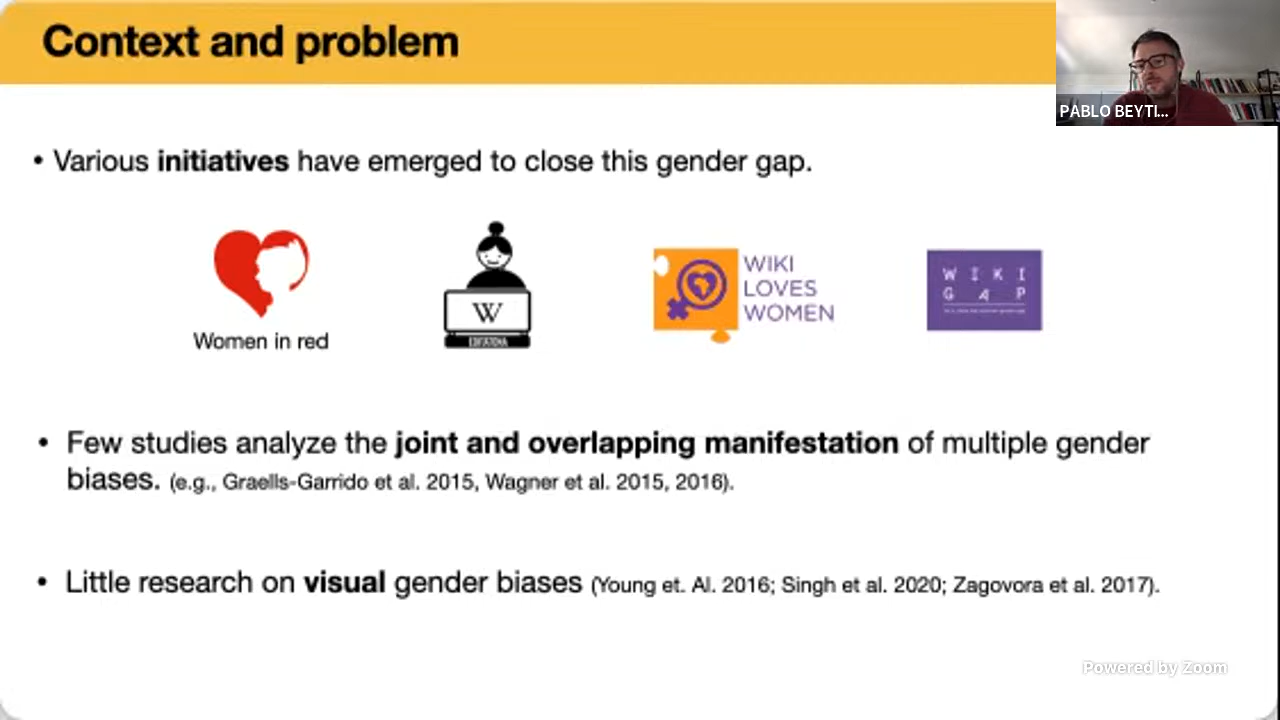 Context and problem
PABLO BEYTI...
• Various initiatives have emerged to close this gender gap.
W
EDITATONA
WIKI
LOVES
WOMEN
W I K I
G A P
Women in red
• Few studies analyze the joint and overlapping manifestation of multiple gender
biases. (e.g., Graells-Garrido et al. 2015, Wagner et al. 2015, 2016).
• Little research on visual gender biases (Young et. Al. 2016; Singh et al. 2020; Zagovora et al. 2017).
Powered by Zoom